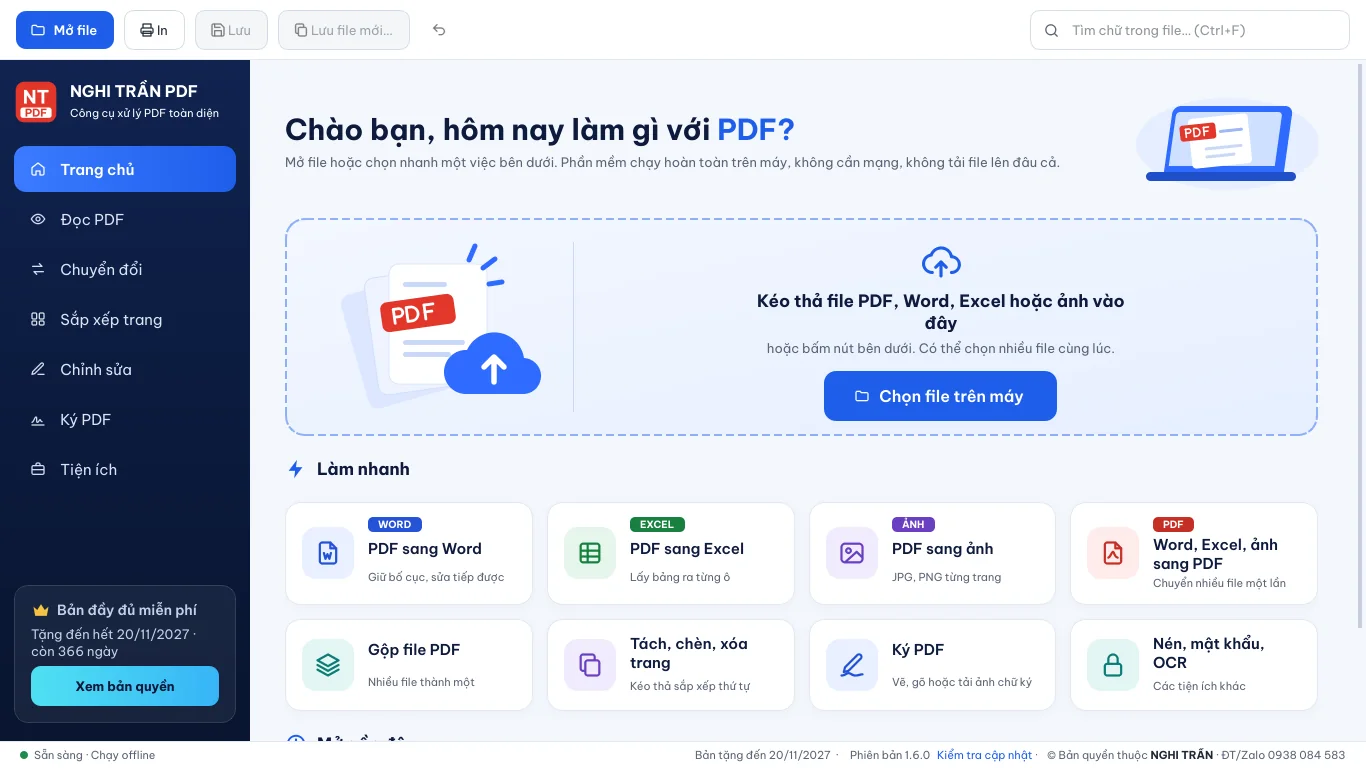 Mở file
In
Lưu
Lưu file mới...
Tìm chữ trong file... (Ctrl+F)
NT
PDF
NGHI TRẦN PDF
Công cụ xử lý PDF toàn diện
Trang chủ
Đọc PDF
Chuyển đổi
Sắp xếp trang
Chỉnh sửa
Ký PDF
Tiện ích
Bản đầy đủ miễn phí
Tặng đến hết 20/11/2027 ·
còn 366 ngày
Xem bản quyền
Chào bạn, hôm nay làm gì với PDF?
Mở file hoặc chọn nhanh một việc bên dưới. Phần mềm chạy hoàn toàn trên máy, không cần mạng, không tải file lên đâu cả.
PDF
PDF
Kéo thả file PDF, Word, Excel hoặc ảnh vào
đây
hoặc bấm nút bên dưới. Có thể chọn nhiều file cùng lúc.
Chọn file trên máy
Làm nhanh
WORD
PDF sang Word
Giữ bố cục, sửa tiếp được
EXCEL
PDF sang Excel
Lấy bảng ra từng ô
ẢNH
PDF sang ảnh
JPG, PNG từng trang
PDF
Word, Excel, ảnh
sang PDF
Chuyển nhiều file một lần
Gộp file PDF
Nhiều file thành một
Tách, chèn, xóa
trang
Kéo thả sắp xếp thứ tự
Ký PDF
Vẽ, gõ hoặc tải ảnh chữ ký
Nén, mật khẩu,
OCR
Các tiện ích khác
Sẵn sàng · Chạy offline
Bản tặng đến 20/11/2027 · Phiên bản 1.6.0 Kiểm tra cập nhật · © Bản quyền thuộc NGHI TRẦN · ĐT/Zalo 0938 084 583